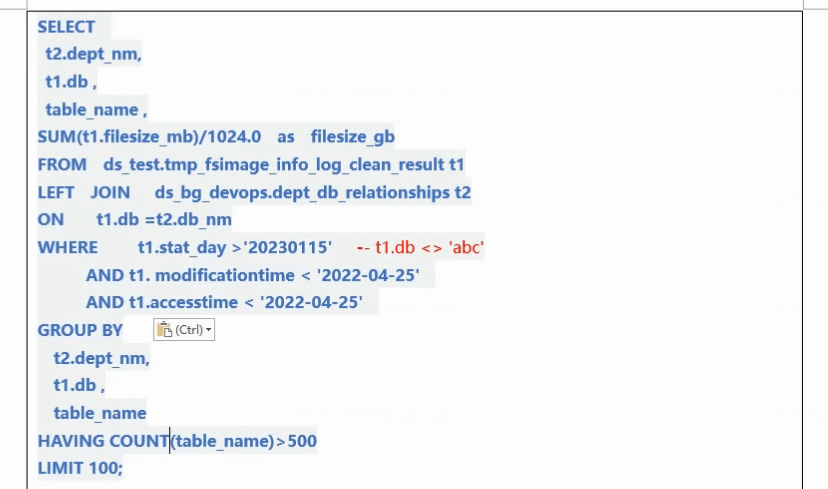 SELECT
t2.dept_nm,
t1.db ,
table_name ,
SUM(t1.filesize_mb)/1024.0 as filesize_gb
FROM ds_test.tmp_fsimage_info_log_clean_result t1
LEFT JOIN ds_bg_devops.dept_db_relationships t2
ON t1.db =t2.db_nm
WHERE t1.stat_day >'20230115' -- t1.db <> 'abc'
AND t1. modificationtime < '2022-04-25'
AND t1.accesstime < '2022-04-25'
GROUP BY (Ctrl)
t2.dept_nm,
t1.db ,
table_name
HAVING COUNT(table_name)>500
LIMIT 100;